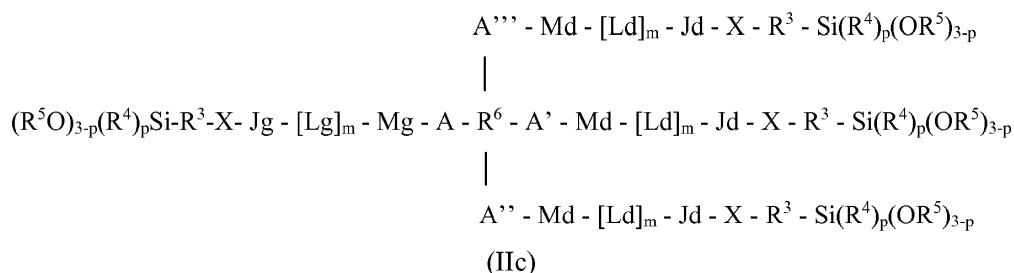 A’’’ - Md - [Ld]ₘ - Jd - X - R³ - Si(R⁴)ₚ(OR⁵)₃₋ₚ
|
(R⁵O)₃₋ₚ(R⁴)ₚSi-R³-X- Jg - [Lg]ₘ - Mg - A - R⁶ - A’ - Md - [Ld]ₘ - Jd - X - R³ - Si(R⁴)ₚ(OR⁵)₃₋ₚ
|
A’’ - Md - [Ld]ₘ - Jd - X - R³ - Si(R⁴)ₚ(OR⁵)₃₋ₚ
(IIc)